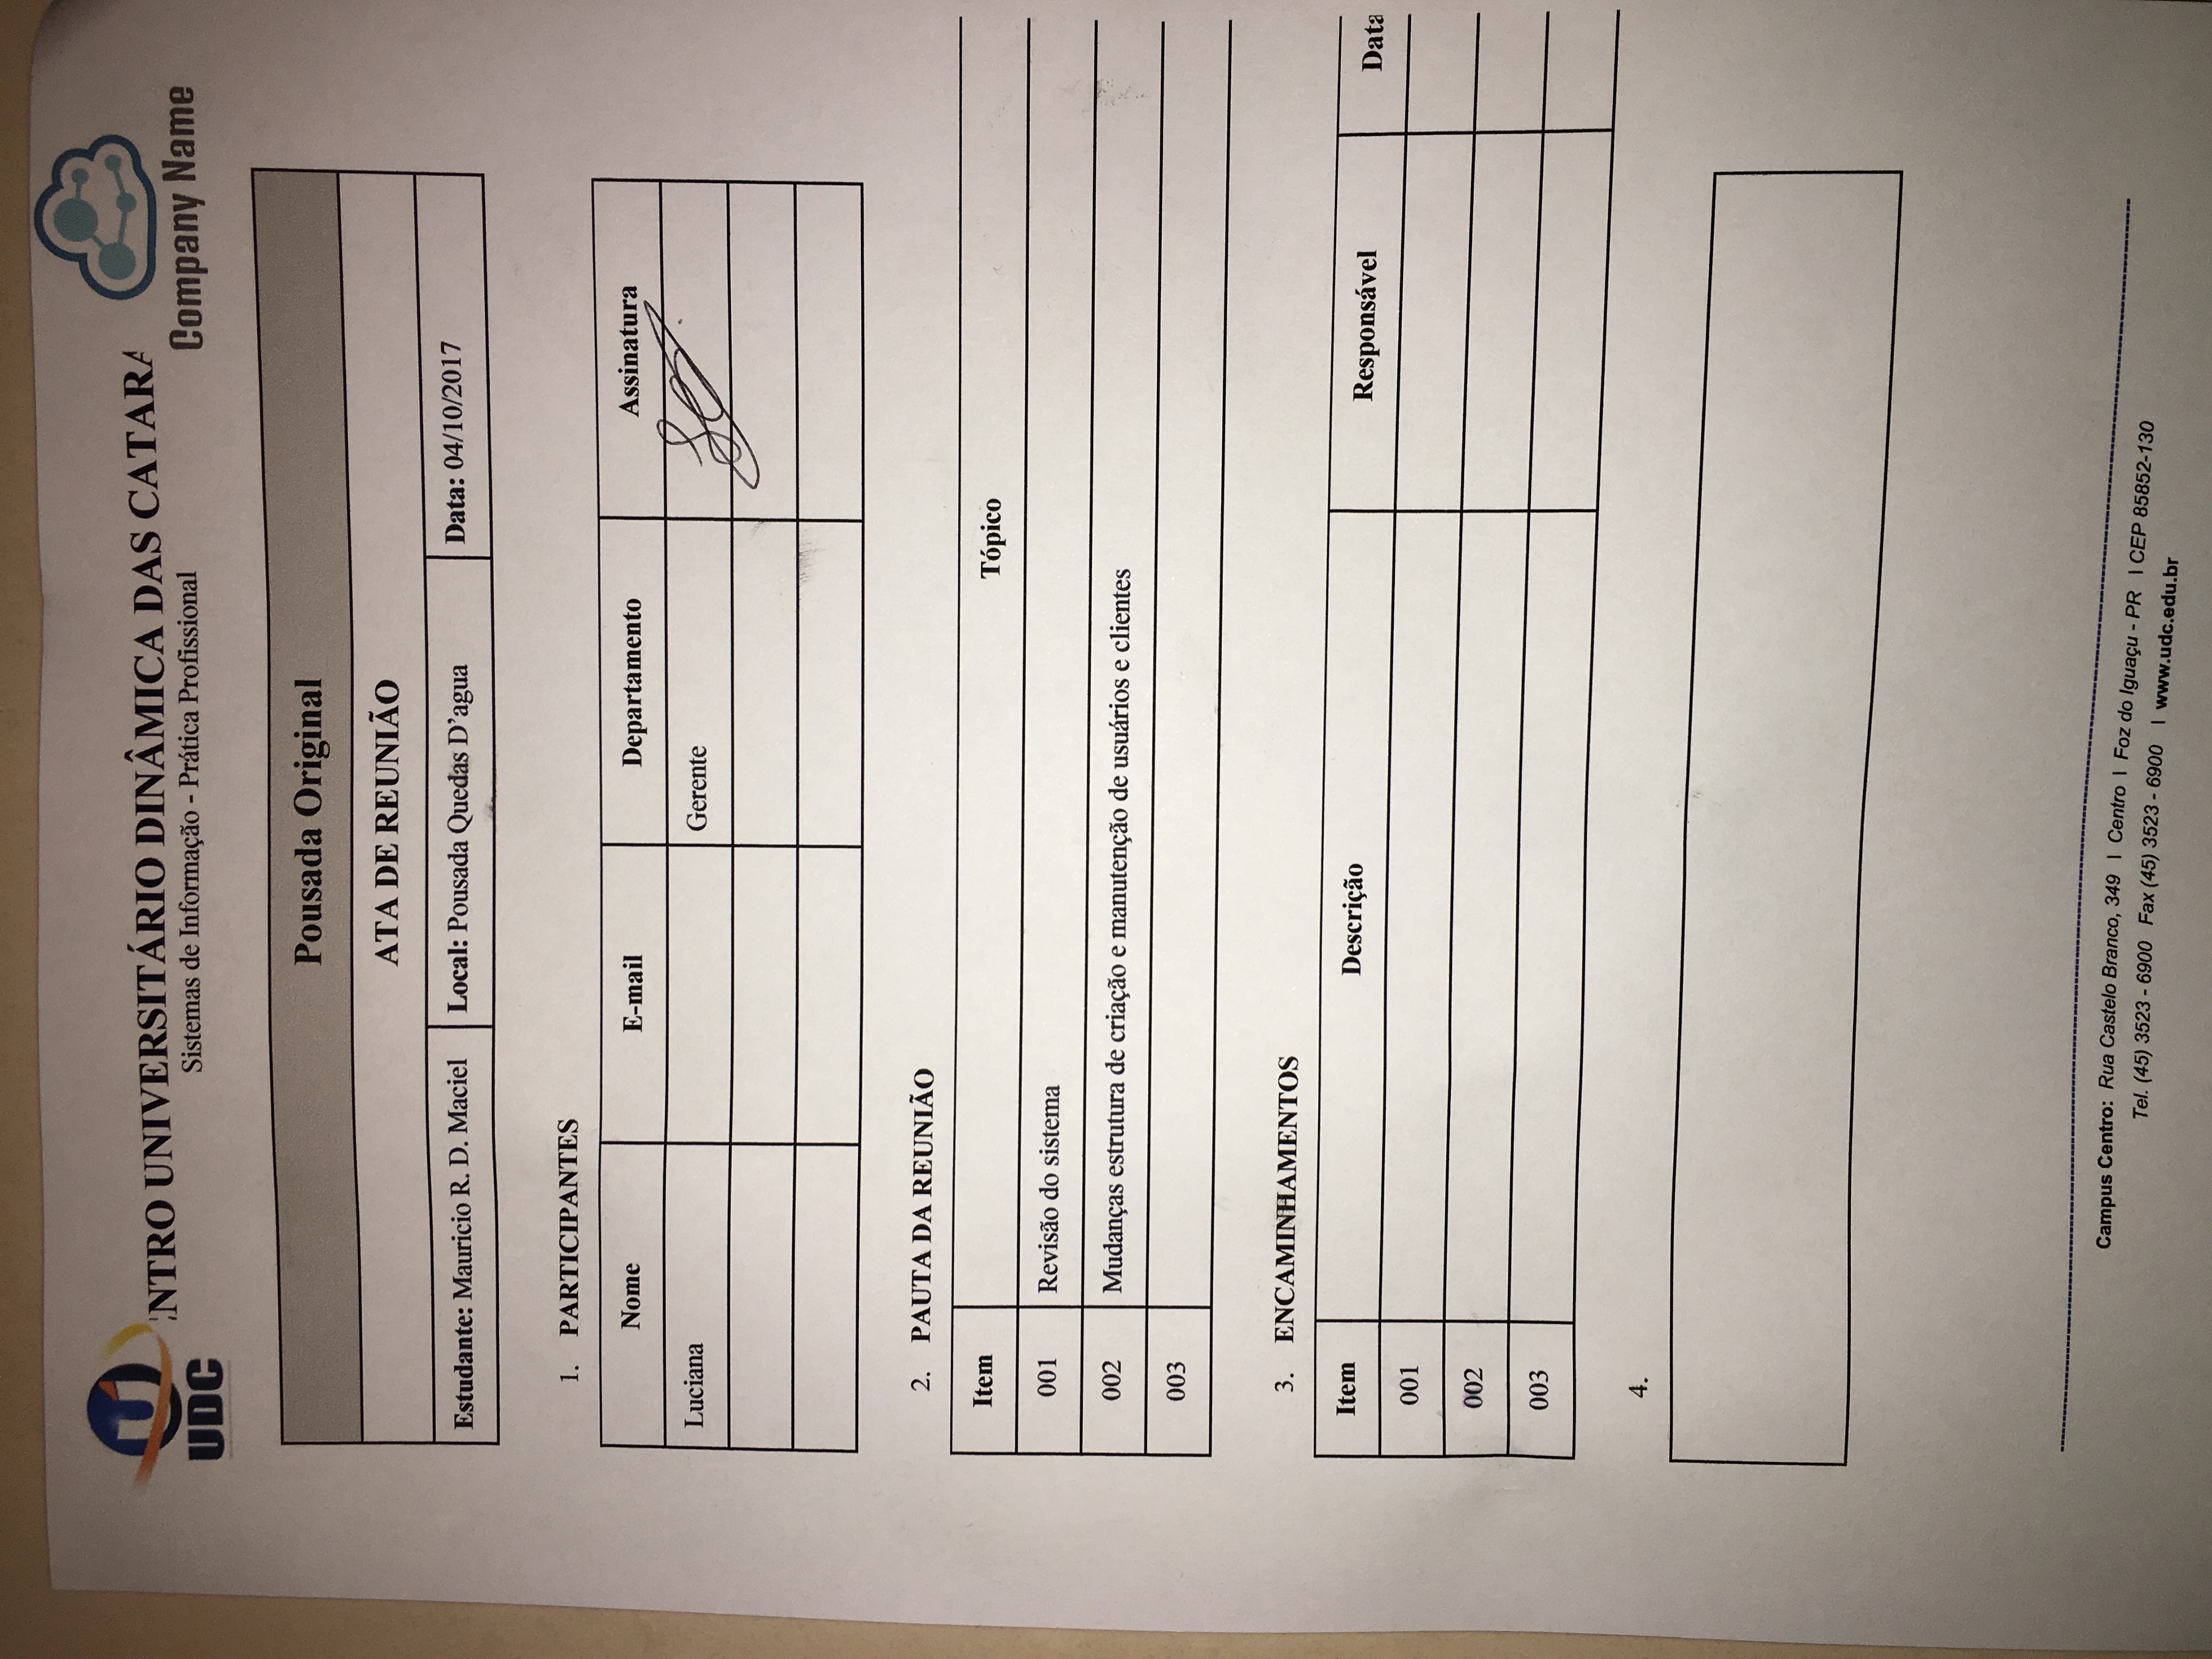 UDC
NTRO UNIVERSITÁRIO DINÂMICA DAS CATARA
Sistemas de Informação - Prática Profissional
Company Name
Pousada Original
ATA DE REUNIÃO
Estudante: Mauricio R. D. Maciel Local: Pousada Quedas D’agua Data: 04/10/2017
1. PARTICIPANTES
Nome E-mail Departamento Assinatura
Luciana Gerente
2. PAUTA DA REUNIÃO
Item Tópico
001 Revisão do sistema
002 Mudanças estrutura de criação e manutenção de usuários e clientes
003
3. ENCAMINHAMENTOS
Item Descrição Responsável Data
001
002
003
4.
Campus Centro: Rua Castelo Branco, 349 | Centro | Foz do Iguaçu - PR | CEP 85852-130
Tel. (45) 3523 - 6900 Fax (45) 3523 - 6900 | www.udc.edu.br